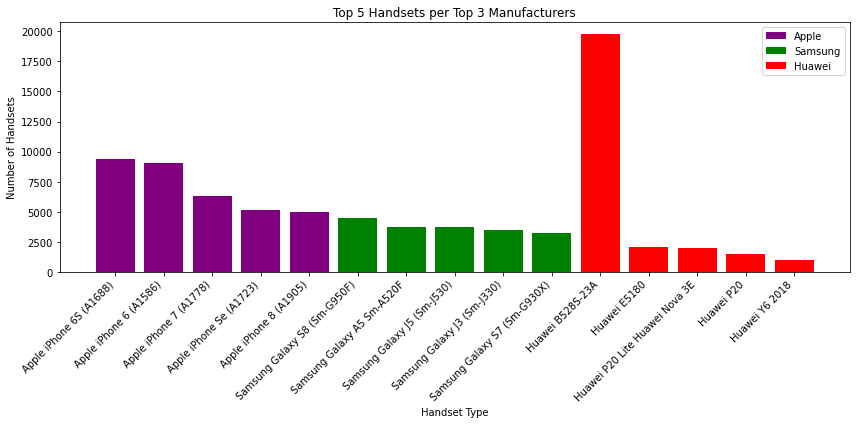 Top 5 Handsets per Top 3 Manufacturers
Apple
Samsung
Huawei
Number of Handsets
20000
17500
15000
12500
10000
7500
5000
2500
0
Apple iPhone 6S (A1688)
Apple iPhone 6 (A1586)
Apple iPhone 7 (A1778)
Apple iPhone Se (A1723)
Apple iPhone 8 (A1905)
Samsung Galaxy S8 (Sm-G950F)
Samsung Galaxy A5 Sm-A520F
Samsung Galaxy J5 (Sm-J530)
Samsung Galaxy J3 (Sm-J330)
Samsung Galaxy S7 (Sm-G930X)
Huawei B528S-23A
Huawei E5180
Huawei P20 Lite Huawei Nova 3E
Huawei P20
Huawei Y6 2018
Handset Type